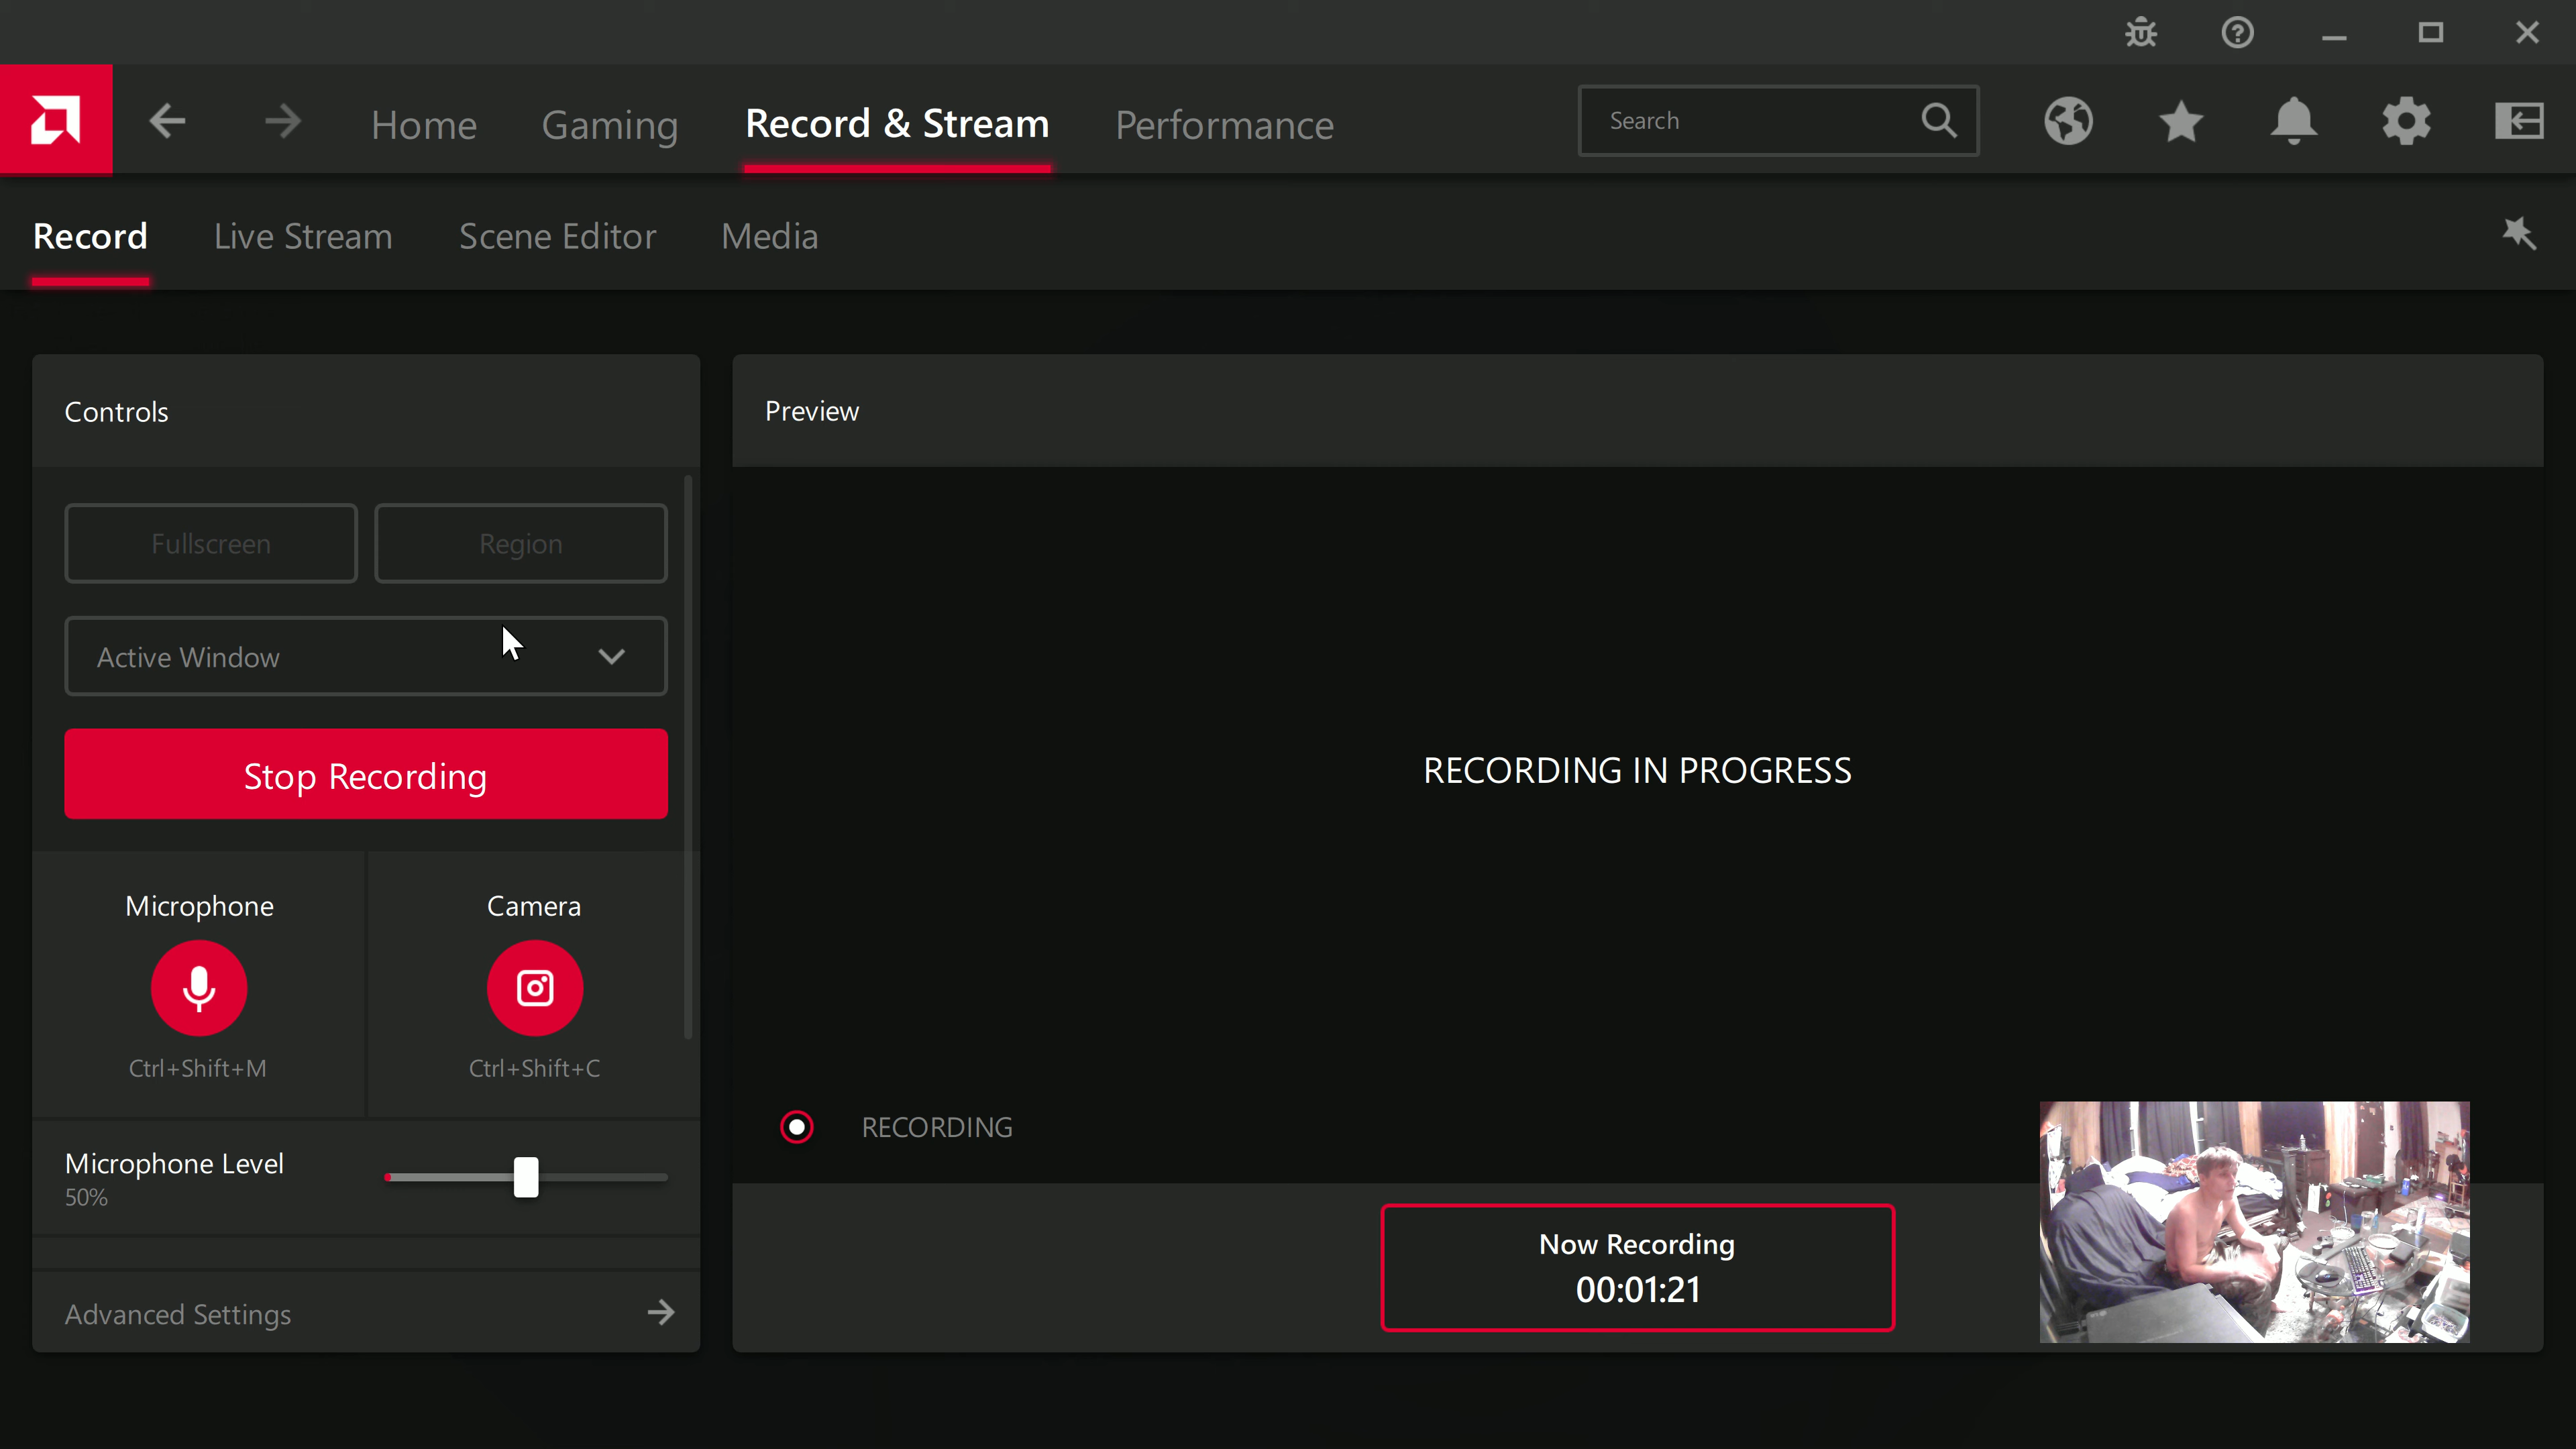 Home Gaming Record & Stream Performance Search
Record Live Stream Scene Editor Media
Controls
Fullscreen Region
Active Window
Stop Recording
Microphone Camera
Ctrl+Shift+M Ctrl+Shift+C
Microphone Level
50%
Advanced Settings
Preview
RECORDING IN PROGRESS
RECORDING
Now Recording
00:01:21